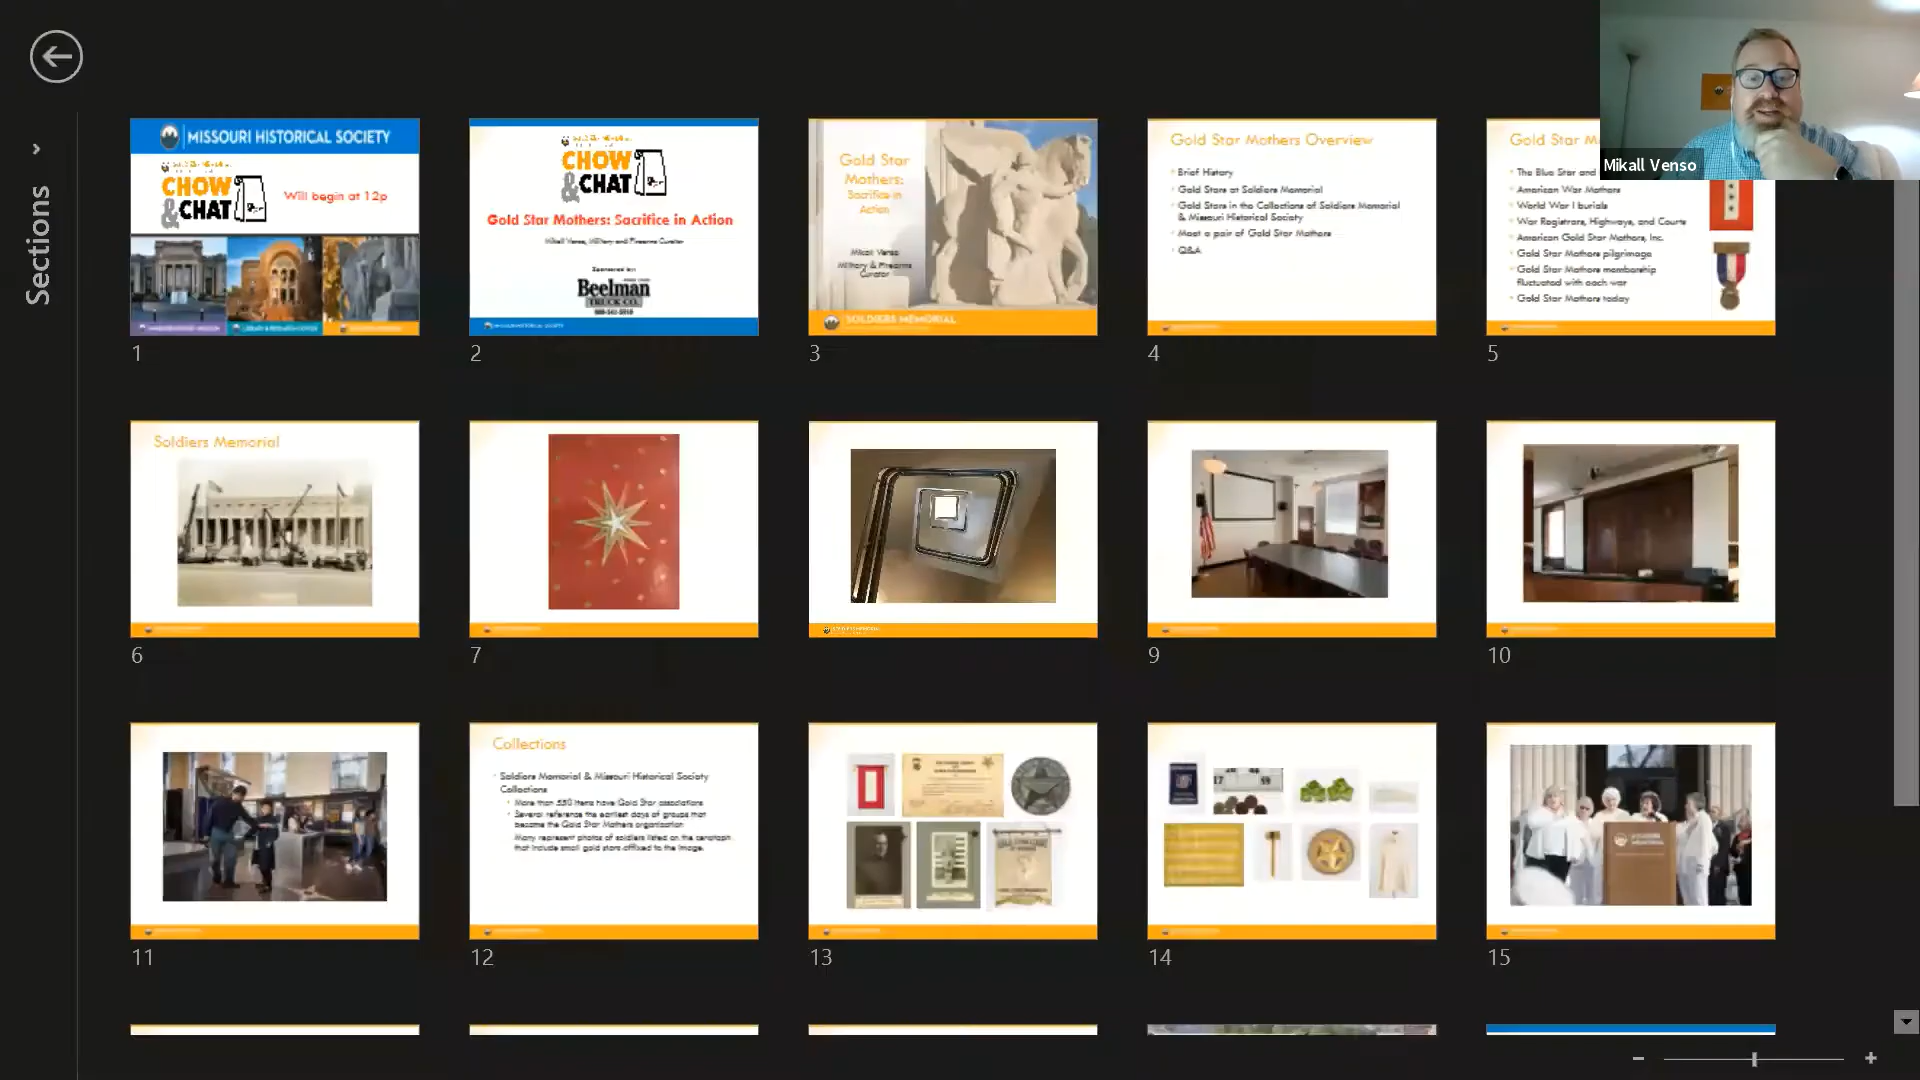 Mikall Venso
Sections
MISSOURI HISTORICAL SOCIETY
CHOW
&CHAT
Will begin at 12p
1
CHOW
&CHAT
Gold Star Mothers: Sacrifice in Action
Mikall Venso, Military and Firearms Curator
Sponsored by:
Beelman
TRUCK CO.
2
Gold Star
Mothers:
Sacrifice in
Action
Mikall Venso
Military & Firearms
Curator
SOLDIERS MEMORIAL
3
Gold Star Mothers Overview
Brief History
Gold Stars at Soldiers Memorial
Gold Stars in the Collections of Soldiers Memorial
& Missouri Historical Society
Meet a pair of Gold Star Mothers
Q&A
4
Gold Star M
The Blue Star and
American War Mothers
World War I burials
War Registrars, Highways, and Courts
American Gold Star Mothers, Inc.
Gold Star Mothers pilgrimage
Gold Star Mothers membership
fluctuated with each war
Gold Star Mothers today
5
Soldiers Memorial
6
7
9
10
11
Collections
Soldiers Memorial & Missouri Historical Society
Collections
More than 550 items have Gold Star associations
Several reference the earliest days of groups that
became the Gold Star Mothers organization
Many represent photos of soldiers listed on the cenotaph
that include small gold stars affixed to the image.
12
13
14
15